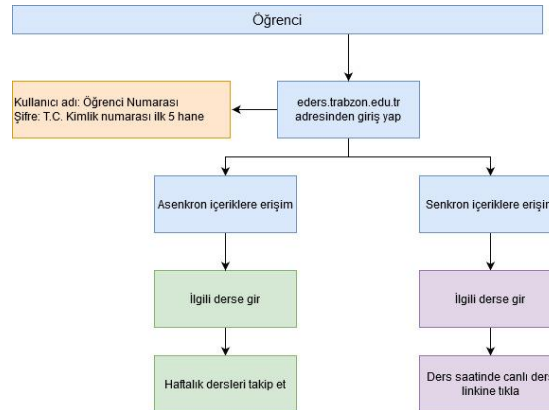 Öğrenci
Kullanıcı adı: Öğrenci Numarası
Şifre: T.C. Kimlik numarası ilk 5 hane
eders.trabzon.edu.tr
adresinden giriş yap
Asenkron içeriklere erişim
Senkron içeriklere erişim
İlgili derse gir
İlgili derse gir
Haftalık dersleri takip et
Ders saatinde canlı ders
linkine tıkla